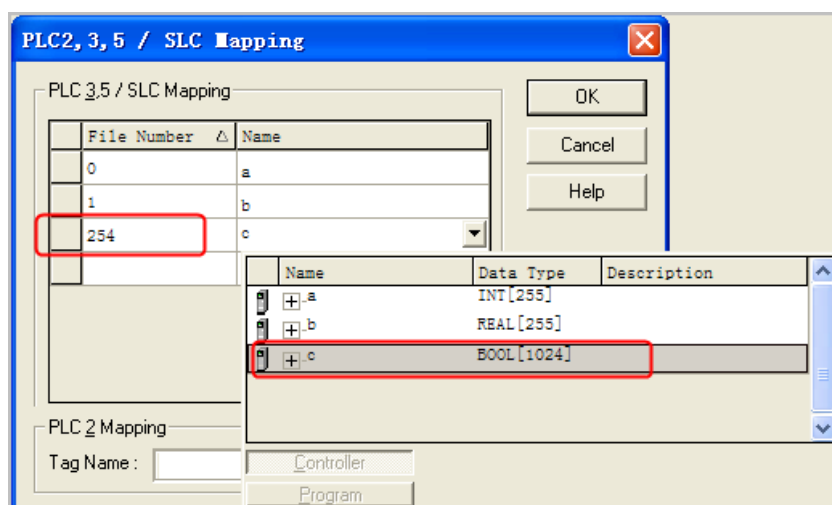 PLC2,3,5 / SLC Mapping
PLC 3,5 / SLC Mapping
OK
File Number Name
Cancel
0 a
Help
1 b
254 c
Name Data Type Description
a INT[255]
b REAL[255]
c BOOL[1024]
PLC 2 Mapping
Tag Name :
Controller
Program